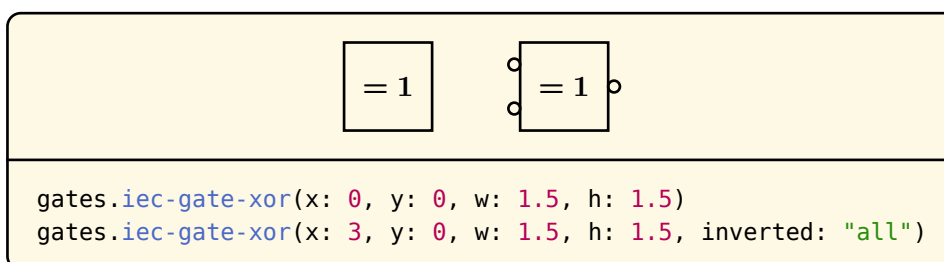 = 1 = 1
gates.iec-gate-xor(x: 0, y: 0, w: 1.5, h: 1.5)
gates.iec-gate-xor(x: 3, y: 0, w: 1.5, h: 1.5, inverted: "all")